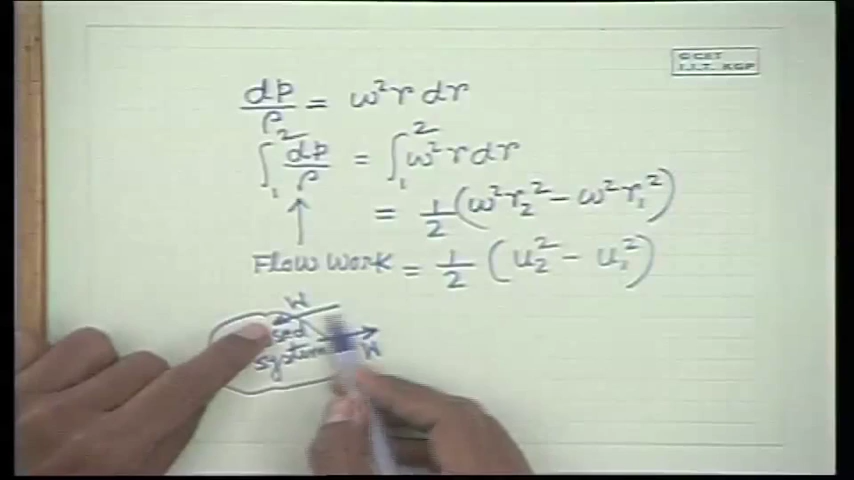 © CET
I.I.T. KGP
dp/ρ = ω²r dr
∫₁² dp/ρ = ∫₁² ω²r dr
= 1/2 (ω²r₂² − ω²r₁²)
Flow work = 1/2 (u₂² − u₁²)
W
system
W